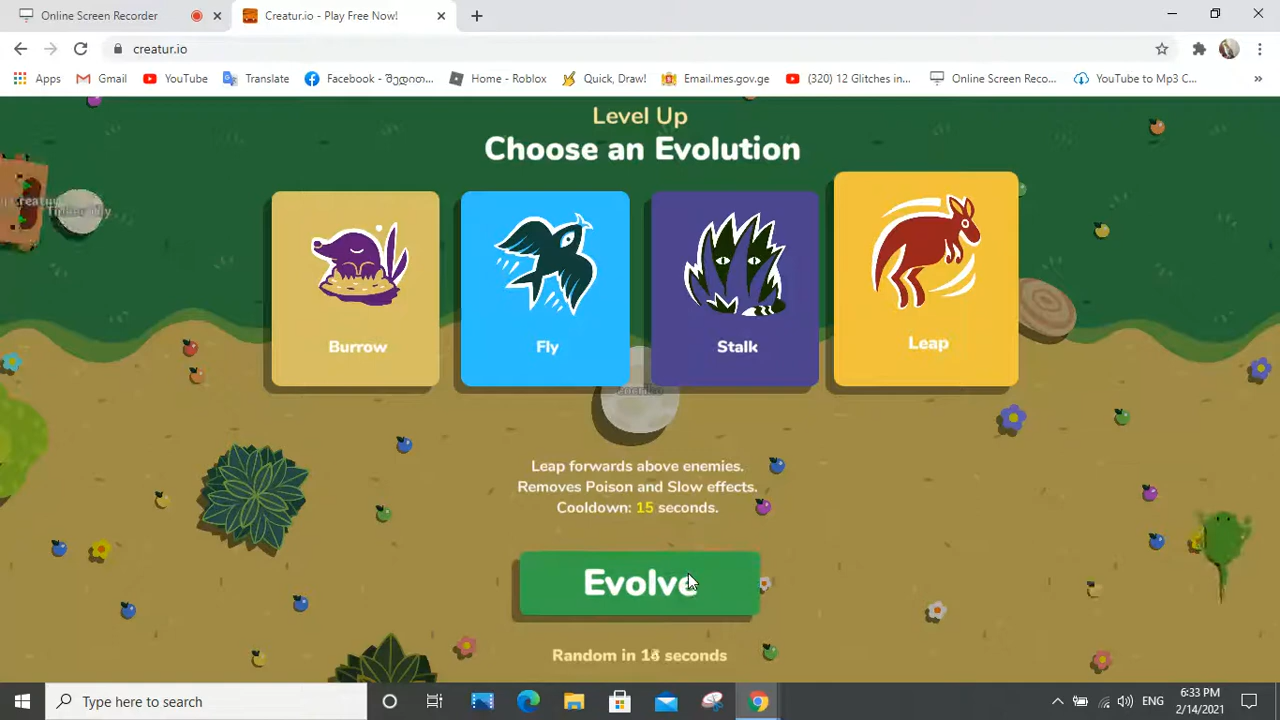 Online Screen Recorder
Creatur.io - Play Free Now!
creatur.io
Apps
Gmail
YouTube
Translate
Facebook - შედით...
Home - Roblox
Quick, Draw!
Email.mes.gov.ge
(320) 12 Glitches in...
Online Screen Reco...
YouTube to Mp3 C...
Level Up
Choose an Evolution
Tinker
Burrow
Fly
Stalk
Leap
Leap forwards above enemies.
Removes Poison and Slow effects.
Cooldown: 15 seconds.
Evolve
Random in seconds
Type here to search
ENG
6:33 PM
2/14/2021